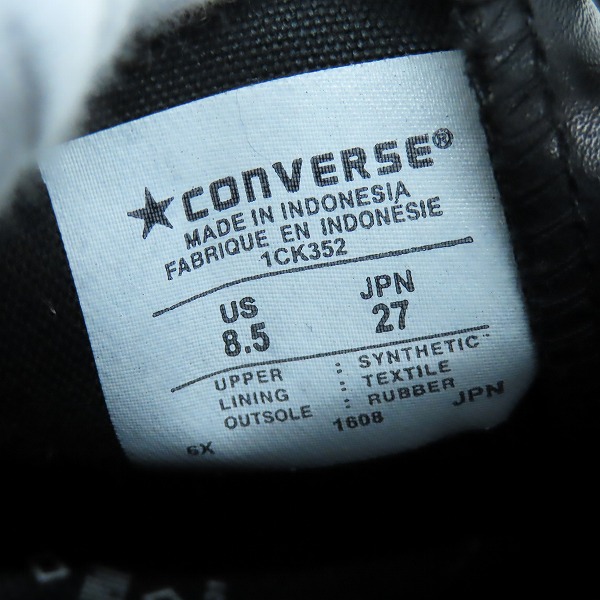 ★CONVERSE®
MADE IN INDONESIA
FABRIQUE EN INDONÉSIE
1CK352
US JPN
8.5 27
UPPER : SYNTHETIC
LINING : TEXTILE
OUTSOLE : RUBBER
6X 1608 JPN